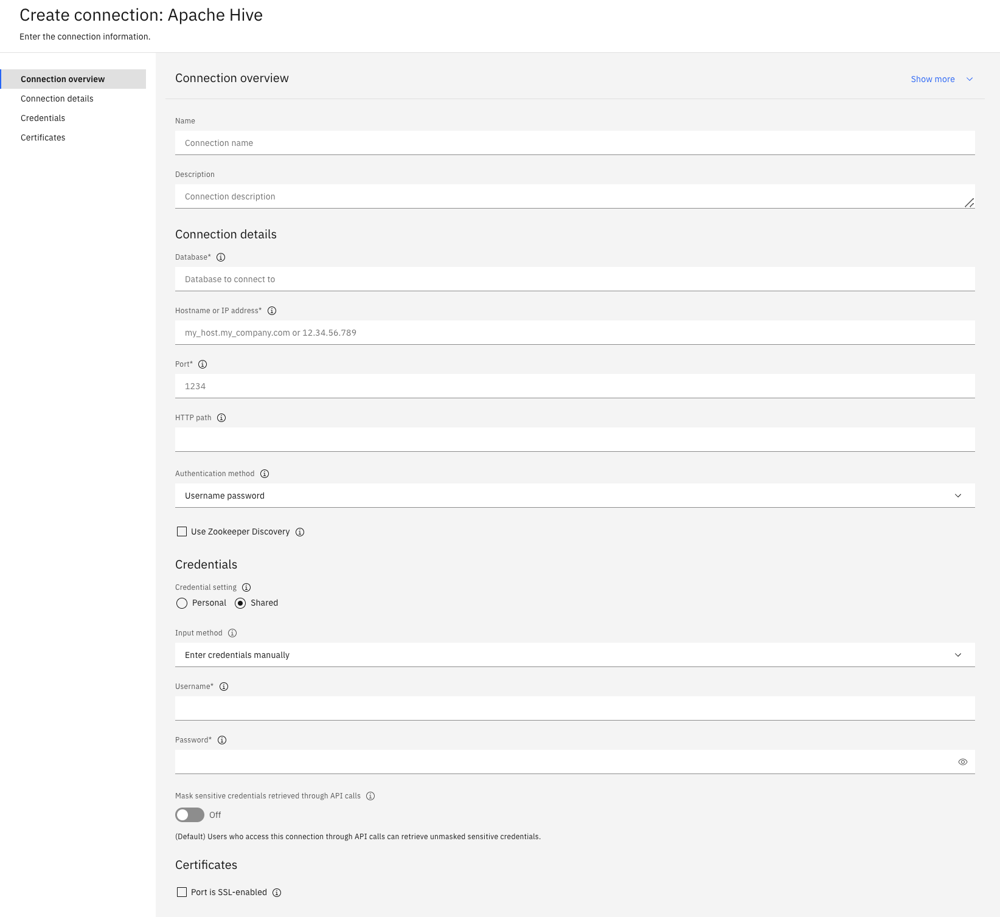 Create connection: Apache Hive
Enter the connection information.
Connection overview
Connection details
Credentials
Certificates
Connection overview
Show more
Name
Connection name
Description
Connection description
Connection details
Database*
Database to connect to
Hostname or IP address*
my_host.my_company.com or 12.34.56.789
Port*
1234
HTTP path
Authentication method
Username password
Use Zookeeper Discovery
Credentials
Credential setting
Personal Shared
Input method
Enter credentials manually
Username*
Password*
Mask sensitive credentials retrieved through API calls
Off
(Default) Users who access this connection through API calls can retrieve unmasked sensitive credentials.
Certificates
Port is SSL-enabled